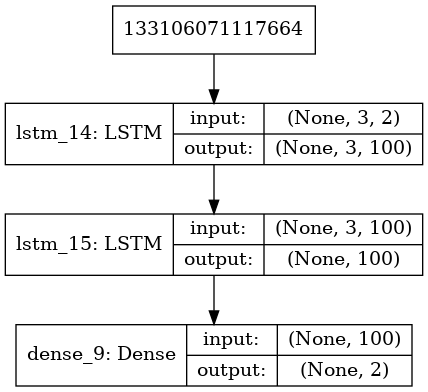 133106071117664
lstm_14: LSTM
input: (None, 3, 2)
output: (None, 3, 100)
lstm_15: LSTM
input: (None, 3, 100)
output: (None, 100)
dense_9: Dense
input: (None, 100)
output: (None, 2)